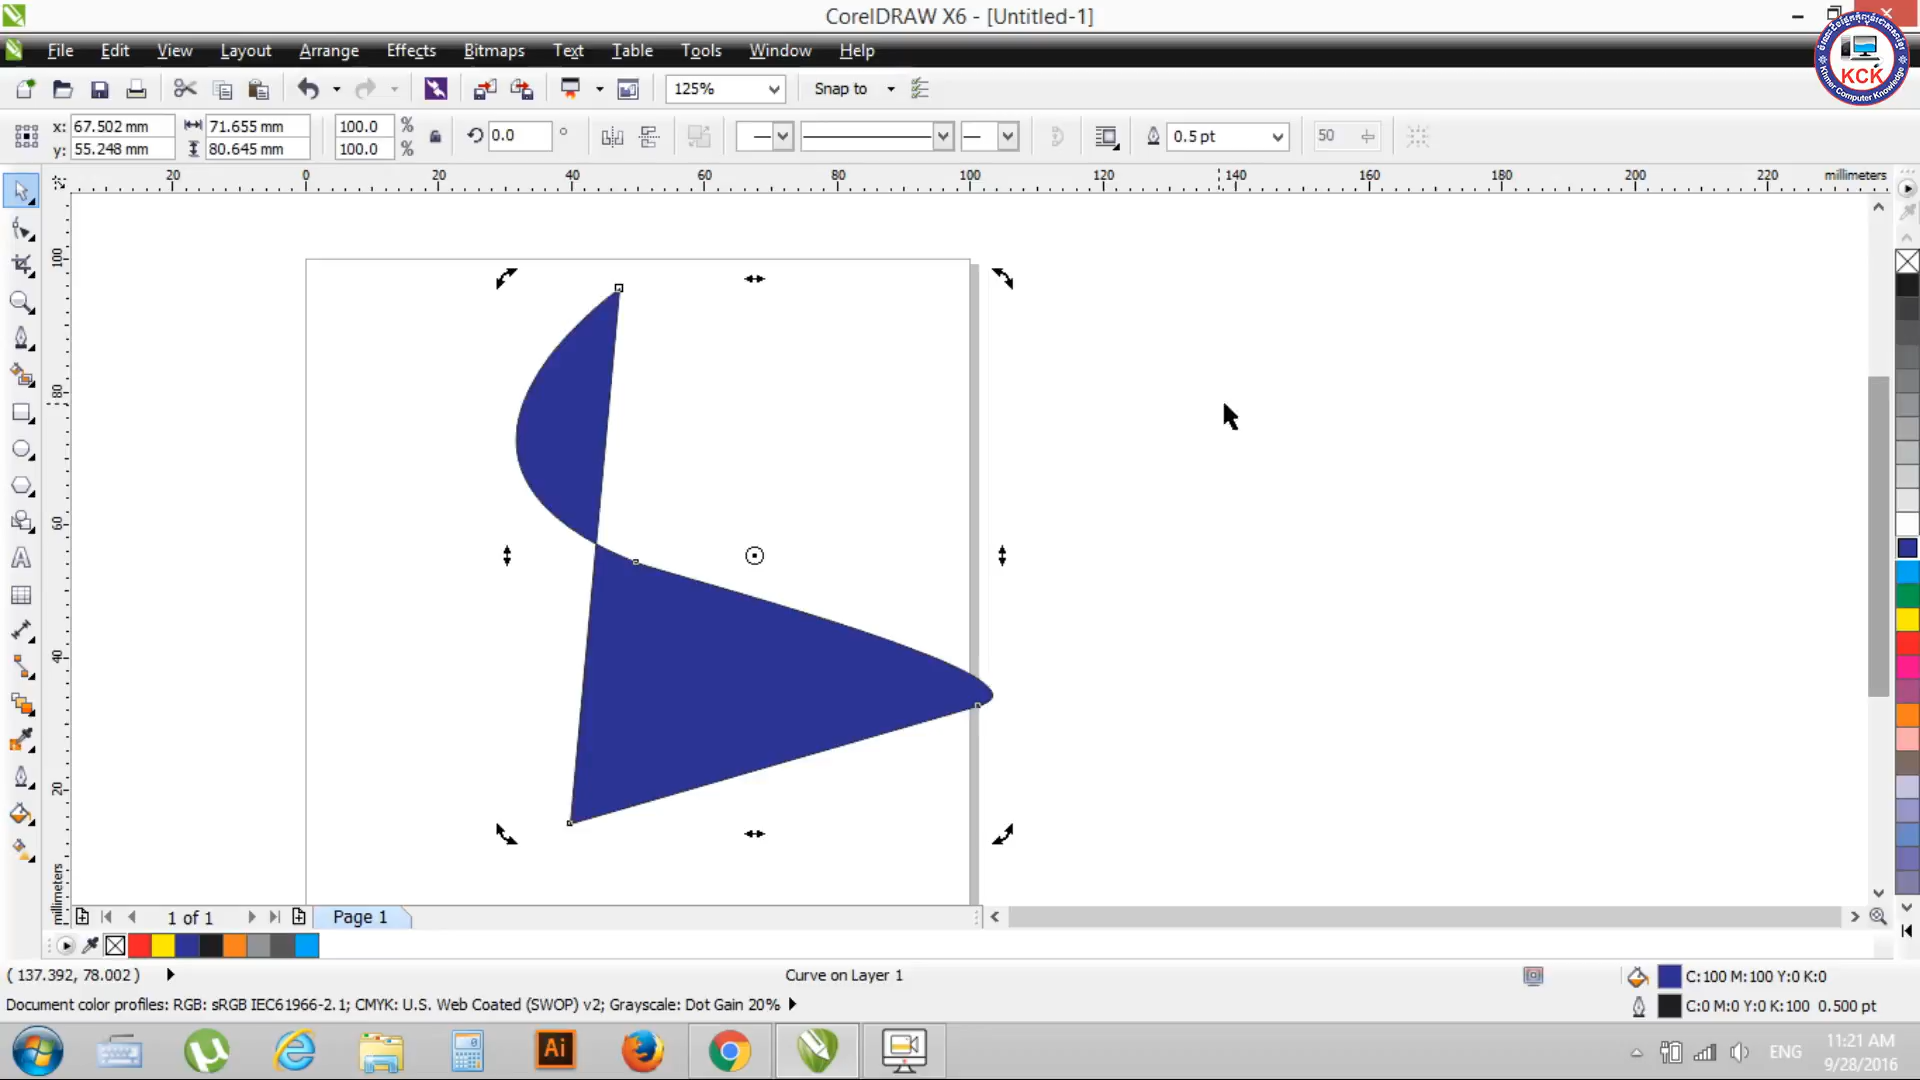 CorelDRAW X6 - [Untitled-1]
File Edit View Layout Arrange Effects Bitmaps Text Table Tools Window Help
KCK
Khmer Computer Knowledge
125% Snap to
x: 67.502 mm 71.655 mm 100.0 % 0.0 ° 0.5 pt 50
y: 55.248 mm 80.645 mm 100.0 %
20 0 20 40 60 80 100 120 140 160 180 200 220 millimeters
100
80
60
40
20
millimeters
1 of 1 Page 1
( 137.392, 78.002 ) Curve on Layer 1 C:100 M:100 Y:0 K:0
Document color profiles: RGB: sRGB IEC61966-2.1; CMYK: U.S. Web Coated (SWOP) v2; Grayscale: Dot Gain 20% C:0 M:0 Y:0 K:100 0.500 pt
Ai
ENG
11:21 AM
9/28/2016